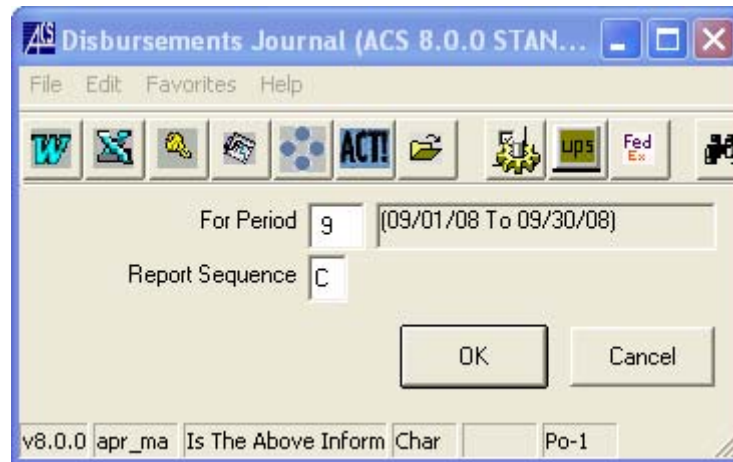 ACS Disbursements Journal (ACS 8.0.0 STAN...
File Edit Favorites Help
W X ACT! ups Fed Ex
For Period 9 (09/01/08 To 09/30/08)
Report Sequence C
OK Cancel
v8.0.0 apr_ma Is The Above Inform Char Po-1